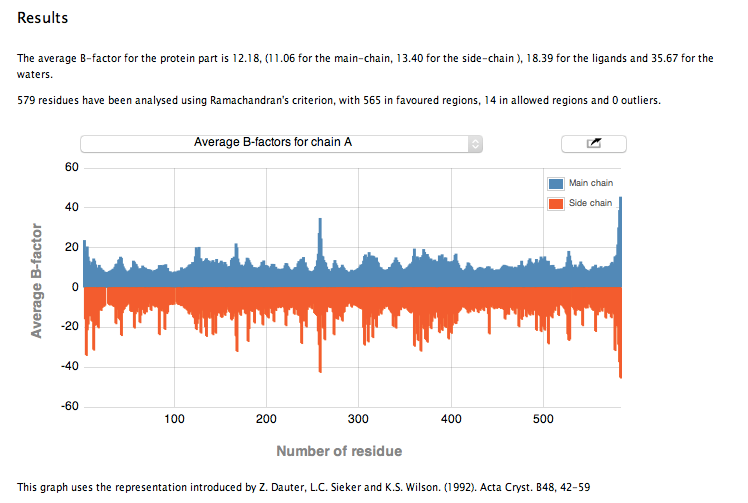 Results
The average B-factor for the protein part is 12.18, (11.06 for the main-chain, 13.40 for the side-chain ), 18.39 for the ligands and 35.67 for the
waters.
579 residues have been analysed using Ramachandran's criterion, with 565 in favoured regions, 14 in allowed regions and 0 outliers.
Average B-factors for chain A
60
Main chain
Side chain
40
20
0
-20
-40
-60
Average B-factor
100 200 300 400 500
Number of residue
This graph uses the representation introduced by Z. Dauter, L.C. Sieker and K.S. Wilson. (1992). Acta Cryst. B48, 42-59